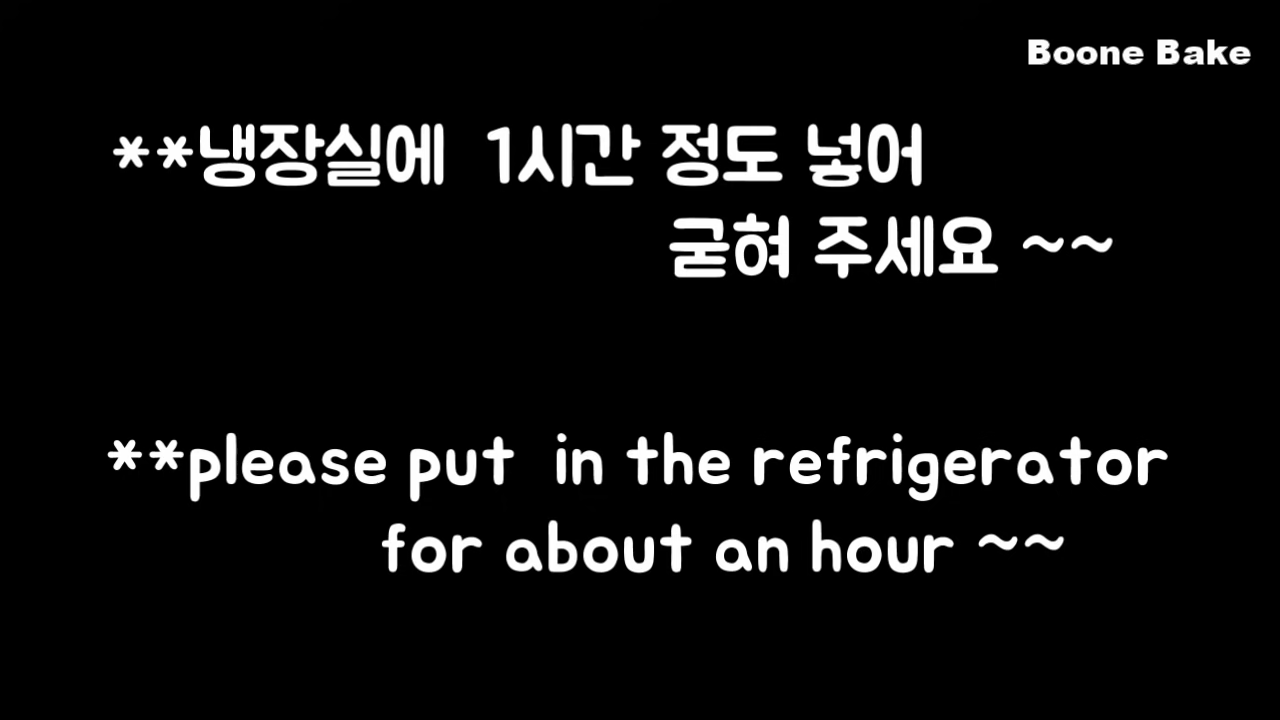 Boone Bake
**냉장실에 1시간 정도 넣어
굳혀 주세요 ~~
**please put in the refrigerator
for about an hour ~~